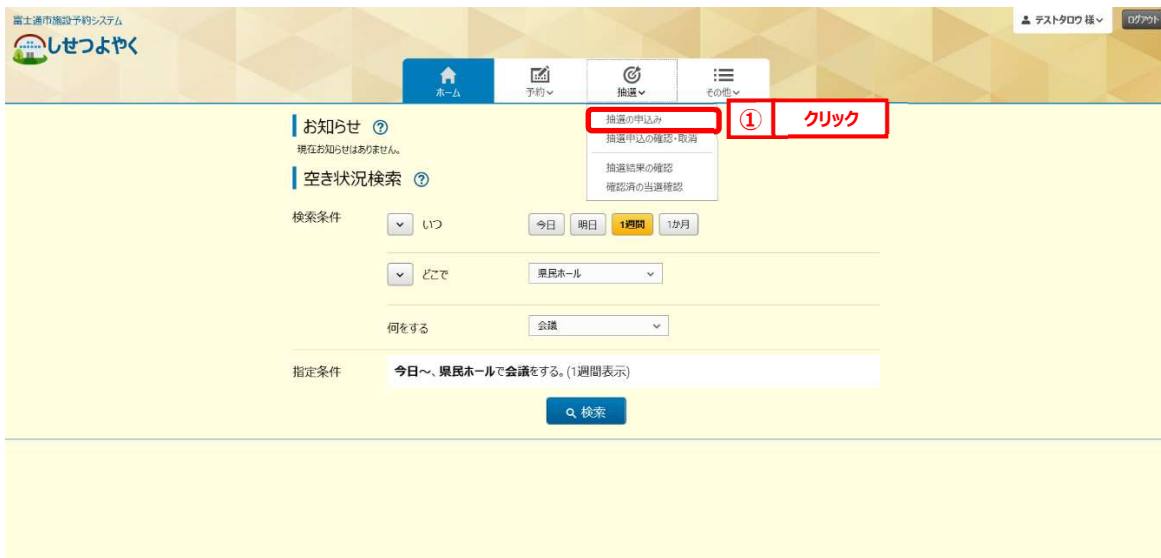 富士通市施設予約システム
しせつよやく
テストタロウ 様
ログアウト
ホーム
予約
抽選
その他
抽選の申込み
抽選申込の確認・取消
抽選結果の確認
確認済の当選確認
① クリック
お知らせ ?
現在お知らせはありません。
空き状況検索 ?
検索条件
いつ
今日 明日 1週間 1か月
どこで
県民ホール
何をする
会議
指定条件
今日～、県民ホールで会議をする。(1週間表示)
検索